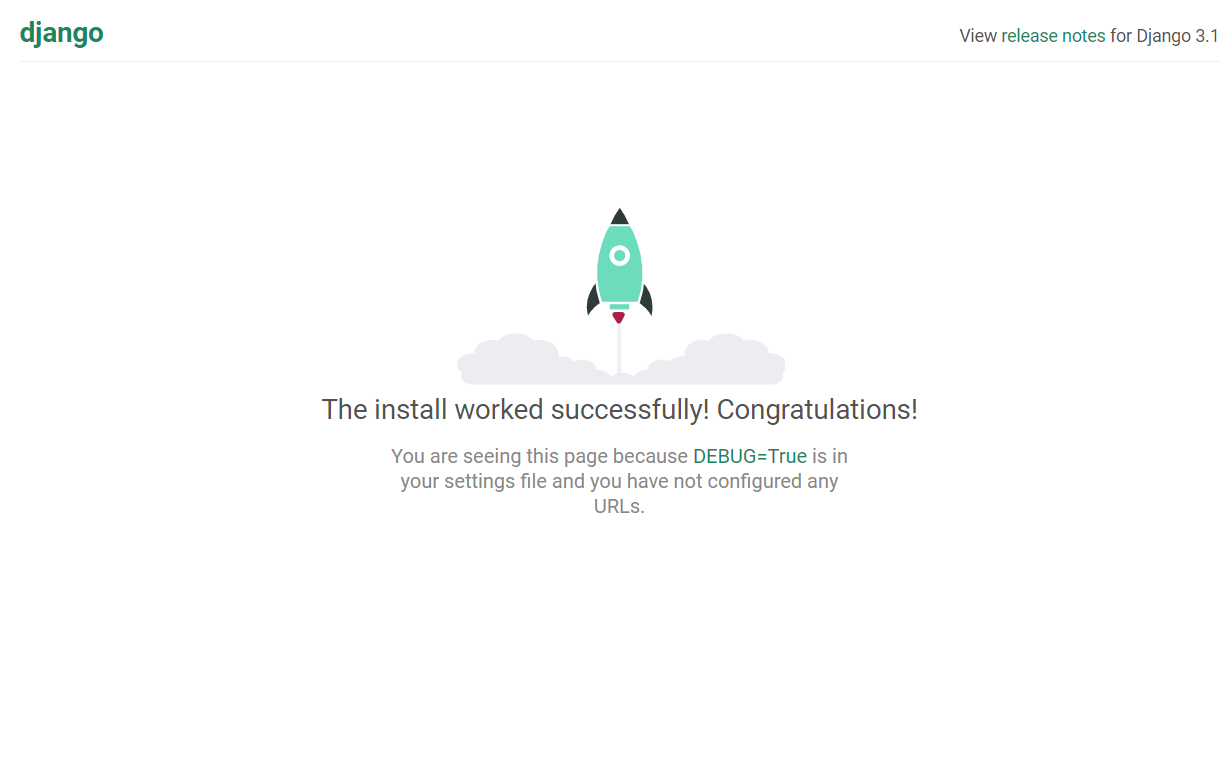 django
View release notes for Django 3.1
The install worked successfully! Congratulations!
You are seeing this page because DEBUG=True is in
your settings file and you have not configured any
URLs.